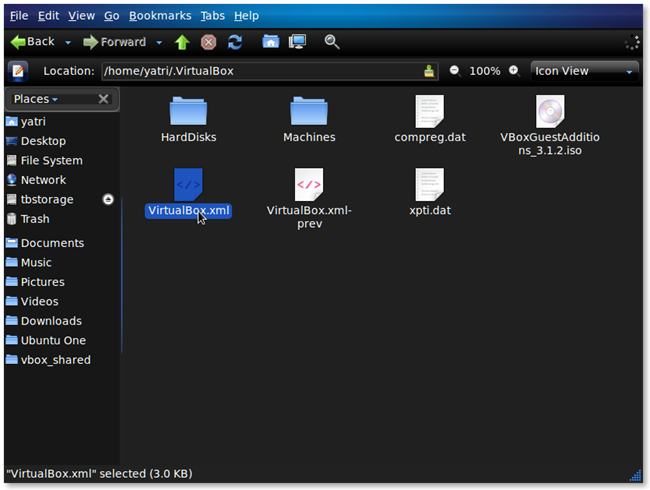 File Edit View Go Bookmarks Tabs Help
Back Forward
Location: /home/yatri/.VirtualBox 100% Icon View
Places
yatri
Desktop
File System
Network
tbstorage
Trash
Documents
Music
Pictures
Videos
Downloads
Ubuntu One
vbox_shared
HardDisks
Machines
compreg.dat
VBoxGuestAdditio
ns_3.1.2.iso
VirtualBox.xml
VirtualBox.xml-
prev
xpti.dat
"VirtualBox.xml" selected (3.0 KB)